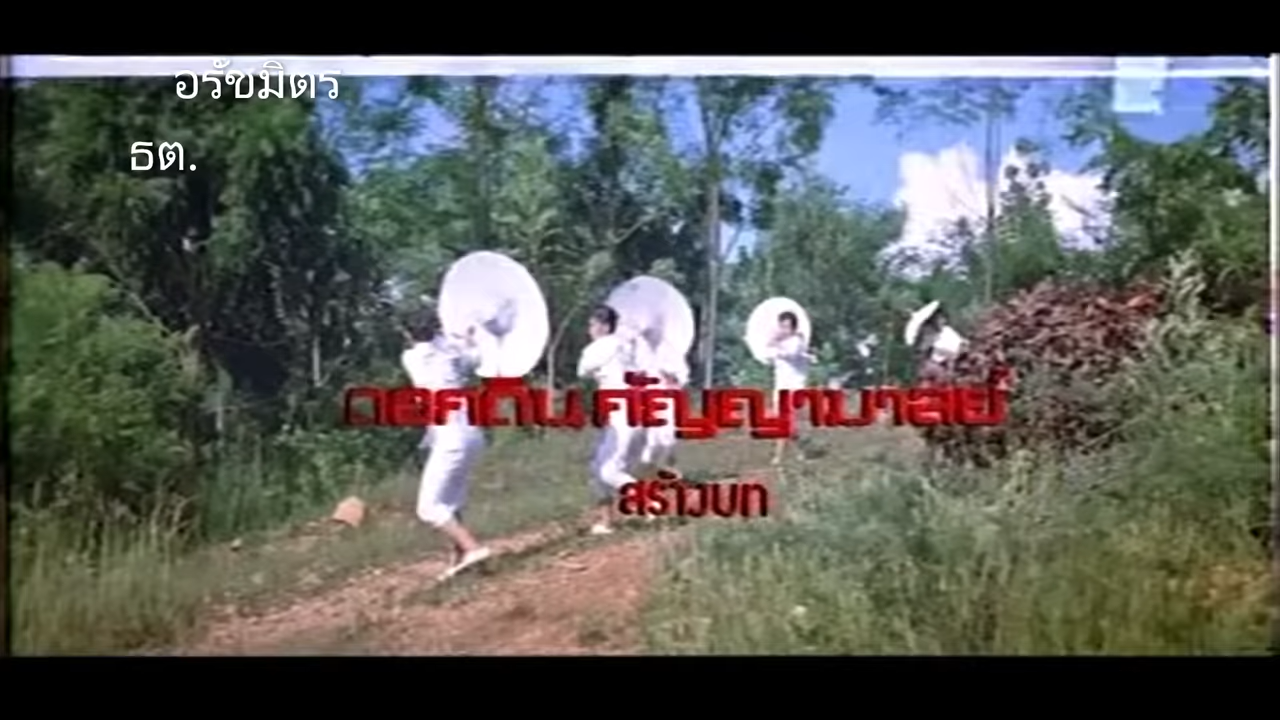 อรัชมิตร
ธต.
ดอกดิน กัญญามาลย์
สร้างบท